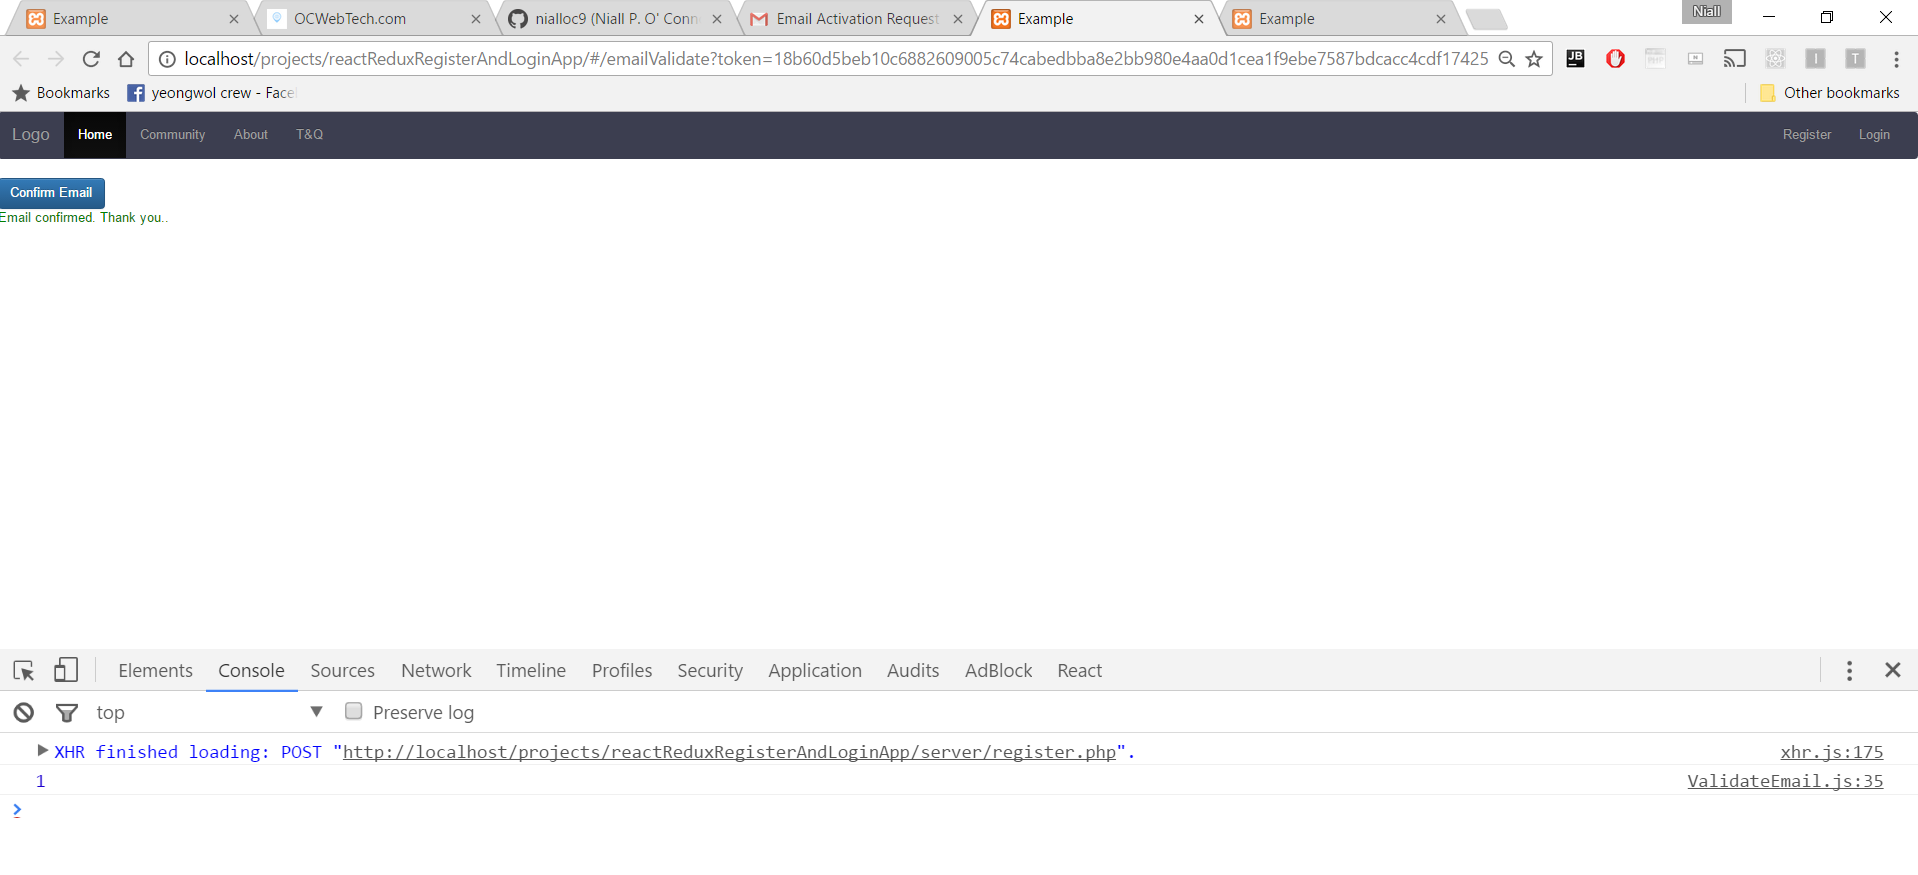 Example
OCWebTech.com
nialloc9 (Niall P. O' Conn
Email Activation Request
Example
Example
Niall
localhost/projects/reactReduxRegisterAndLoginApp/#/emailValidate?token=18b60d5beb10c6882609005c74cabedbba8e2bb980e4aa0d1cea1f9ebe7587bdcacc4cdf17425
JB
I
T
Bookmarks
yeongwol crew - Face
Other bookmarks
Logo
Home
Community
About
T&Q
Register
Login
Confirm Email
Email confirmed. Thank you..
Elements
Console
Sources
Network
Timeline
Profiles
Security
Application
Audits
AdBlock
React
top
Preserve log
XHR finished loading: POST "http://localhost/projects/reactReduxRegisterAndLoginApp/server/register.php".
xhr.js:175
1
ValidateEmail.js:35